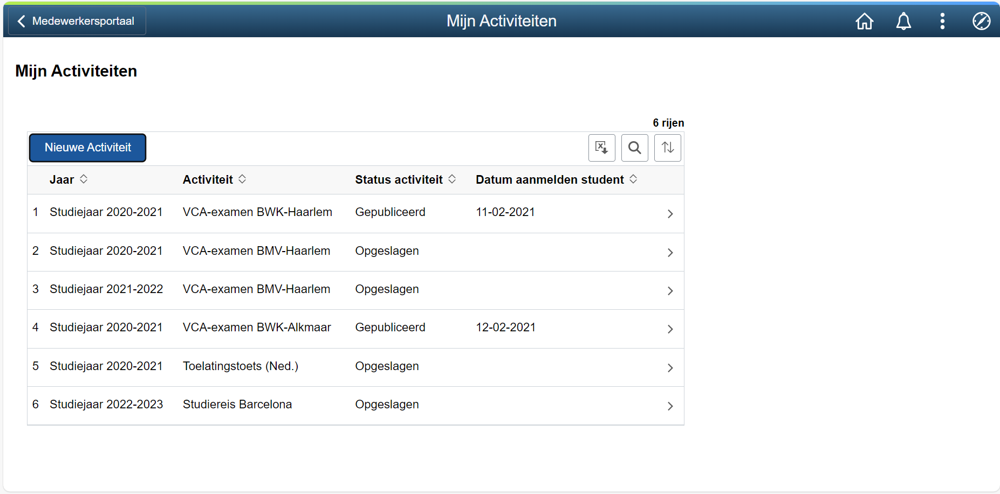 Medewerkersportaal Mijn Activiteiten
Mijn Activiteiten
6 rijen
Nieuwe Activiteit
Jaar Activiteit Status activiteit Datum aanmelden student
1 Studiejaar 2020-2021 VCA-examen BWK-Haarlem Gepubliceerd 11-02-2021
2 Studiejaar 2020-2021 VCA-examen BMV-Haarlem Opgeslagen
3 Studiejaar 2021-2022 VCA-examen BMV-Haarlem Opgeslagen
4 Studiejaar 2020-2021 VCA-examen BWK-Alkmaar Gepubliceerd 12-02-2021
5 Studiejaar 2020-2021 Toelatingstoets (Ned.) Opgeslagen
6 Studiejaar 2022-2023 Studiereis Barcelona Opgeslagen